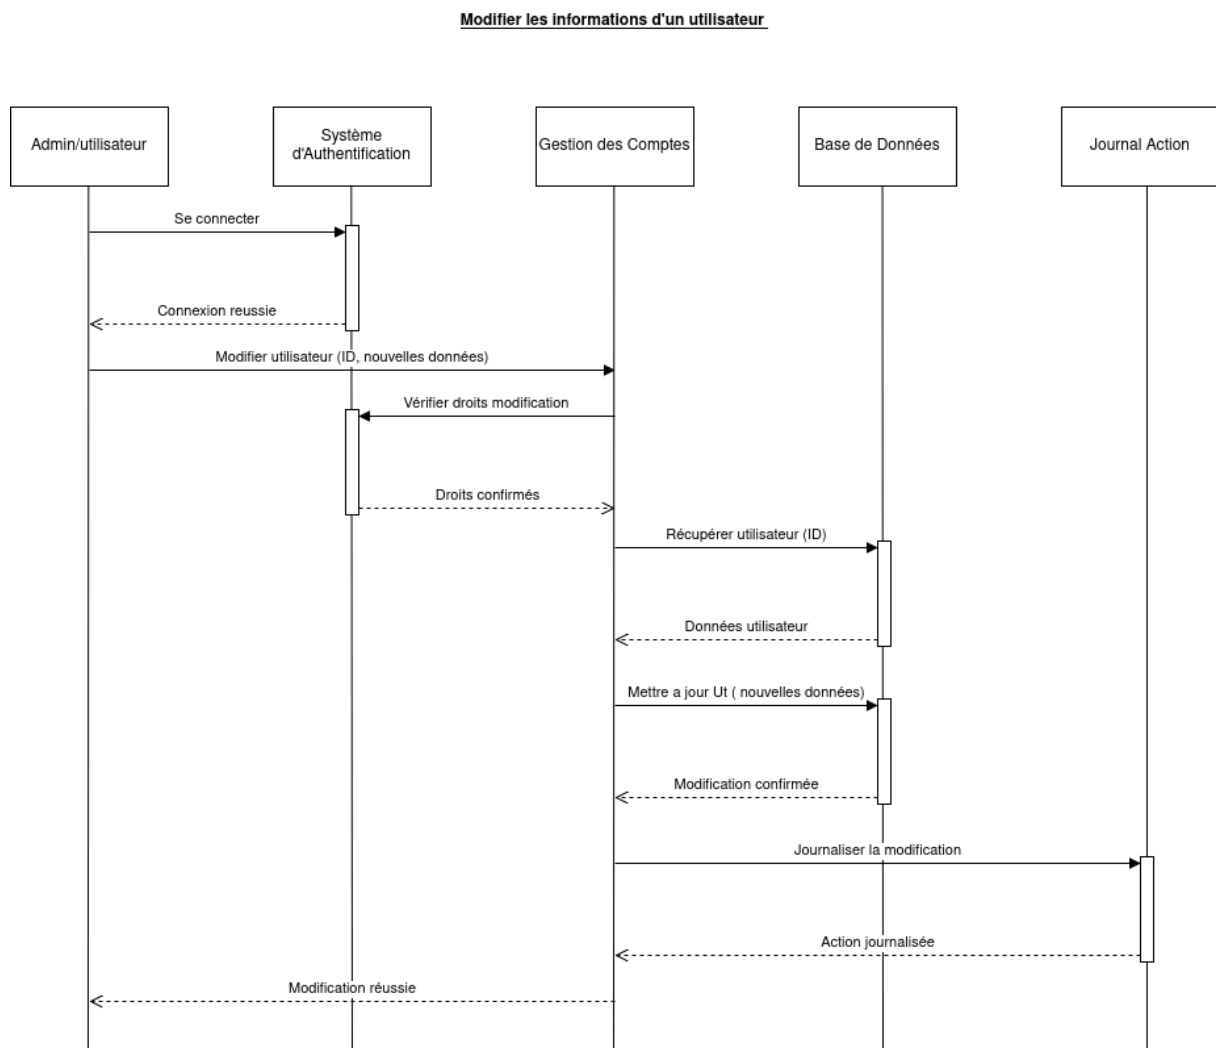 Modifier les informations d'un utilisateur
Admin/utilisateur
Système
d'Authentification
Gestion des Comptes
Base de Données
Journal Action
Se connecter
Connexion reussie
Modifier utilisateur (ID, nouvelles données)
Vérifier droits modification
Droits confirmés
Récupérer utilisateur (ID)
Données utilisateur
Mettre a jour Ut ( nouvelles données)
Modification confirmée
Journaliser la modification
Action journalisée
Modification réussie